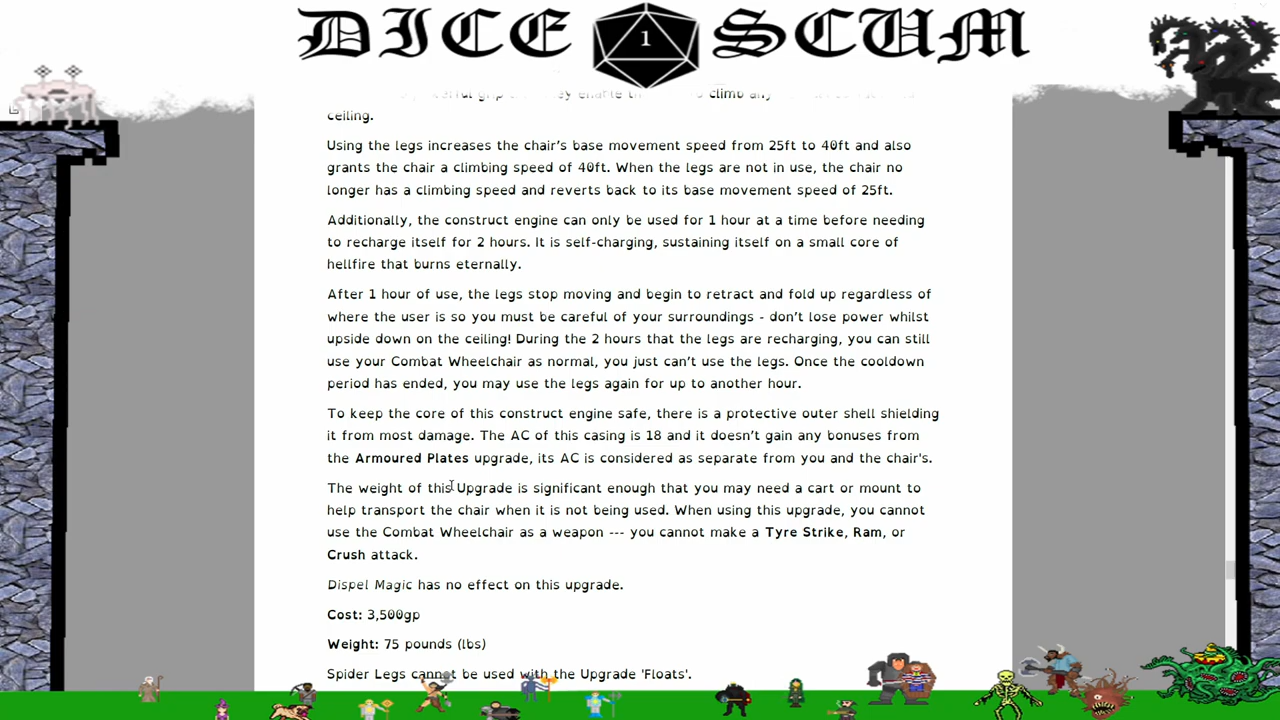 DICE 1 SCUM
climb any
ceiling.
Using the legs increases the chair's base movement speed from 25ft to 40ft and also
grants the chair a climbing speed of 40ft. When the legs are not in use, the chair no
longer has a climbing speed and reverts back to its base movement speed of 25ft.
Additionally, the construct engine can only be used for 1 hour at a time before needing
to recharge itself for 2 hours. It is self-charging, sustaining itself on a small core of
hellfire that burns eternally.
After 1 hour of use, the legs stop moving and begin to retract and fold up regardless of
where the user is so you must be careful of your surroundings - don't lose power whilst
upside down on the ceiling! During the 2 hours that the legs are recharging, you can still
use your Combat Wheelchair as normal, you just can't use the legs. Once the cooldown
period has ended, you may use the legs again for up to another hour.
To keep the core of this construct engine safe, there is a protective outer shell shielding
it from most damage. The AC of this casing is 18 and it doesn't gain any bonuses from
the Armoured Plates upgrade, its AC is considered as separate from you and the chair's.
The weight of this Upgrade is significant enough that you may need a cart or mount to
help transport the chair when it is not being used. When using this upgrade, you cannot
use the Combat Wheelchair as a weapon --- you cannot make a Tyre Strike, Ram, or
Crush attack.
Dispel Magic has no effect on this upgrade.
Cost: 3,500gp
Weight: 75 pounds (lbs)
Spider Legs cannot be used with the Upgrade 'Floats'.